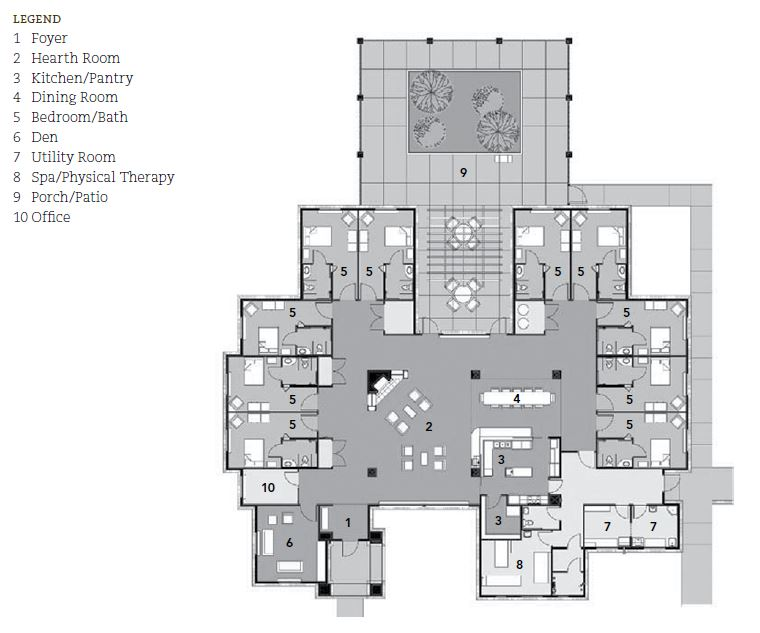 LEGEND
1 Foyer
2 Hearth Room
3 Kitchen/Pantry
4 Dining Room
5 Bedroom/Bath
6 Den
7 Utility Room
8 Spa/Physical Therapy
9 Porch/Patio
10 Office
9
5 5 5 5
5 5
5 4 5
5 2 5
3
10
3
1 7 7
6
8